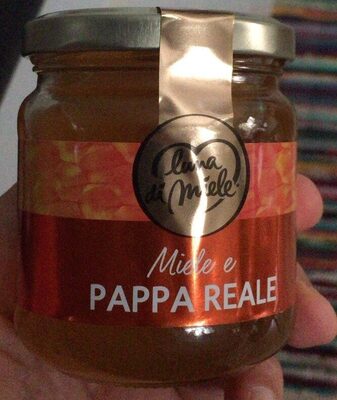 luna
di Miele!
Miele e
PAPPA REALE